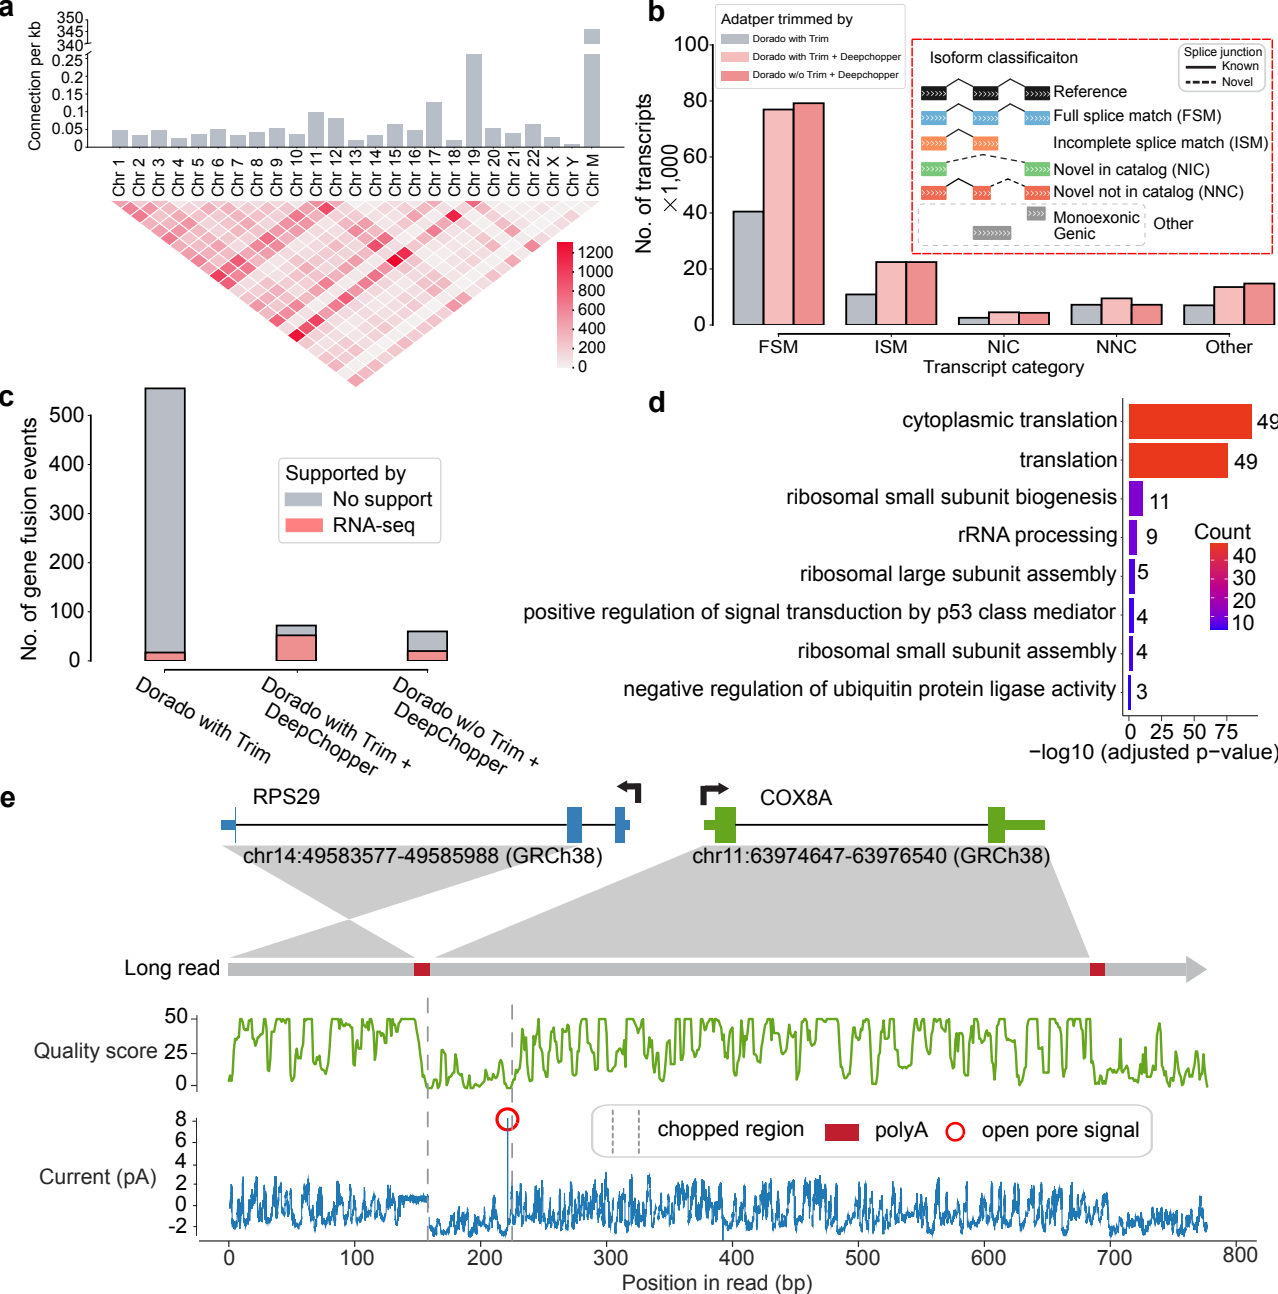 a
Connection per kb
350
345
340
0.25
0.2
0.15
0.1
0.05
0
Chr 1
Chr 2
Chr 3
Chr 4
Chr 5
Chr 6
Chr 7
Chr 8
Chr 9
Chr 10
Chr 11
Chr 12
Chr 13
Chr 14
Chr 15
Chr 16
Chr 17
Chr 18
Chr 19
Chr 20
Chr 21
Chr 22
Chr X
Chr Y
Chr M
1200
1000
800
600
400
200
0
b
No. of transcripts
×1,000
100
80
60
40
20
0
Adatper trimmed by
Dorado with Trim
Dorado with Trim + Deepchopper
Dorado w/o Trim + Deepchopper
Isoform classificaiton
Splice junction
Known
Novel
Reference
Full splice match (FSM)
Incomplete splice match (ISM)
Novel in catalog (NIC)
Novel not in catalog (NNC)
Monoexonic
Genic
Other
FSM
ISM
NIC
NNC
Other
Transcript category
c
No. of gene fusion events
500
400
300
200
100
0
Supported by
No support
RNA-seq
Dorado with Trim
Dorado with Trim +
DeepChopper
Dorado w/o Trim +
DeepChopper
d
cytoplasmic translation
49
translation
49
ribosomal small subunit biogenesis
11
rRNA processing
9
ribosomal large subunit assembly
5
positive regulation of signal transduction by p53 class mediator
4
ribosomal small subunit assembly
4
negative regulation of ubiquitin protein ligase activity
3
Count
40
30
20
10
0 25 50 75
−log10 (adjusted p−value)
e
RPS29
chr14:49583577-49585988 (GRCh38)
COX8A
chr11:63974647-63976540 (GRCh38)
Long read
Quality score
50
25
0
Current (pA)
8
6
4
2
0
-2
chopped region
polyA
open pore signal
0 100 200 300 400 500 600 700 800
Position in read (bp)